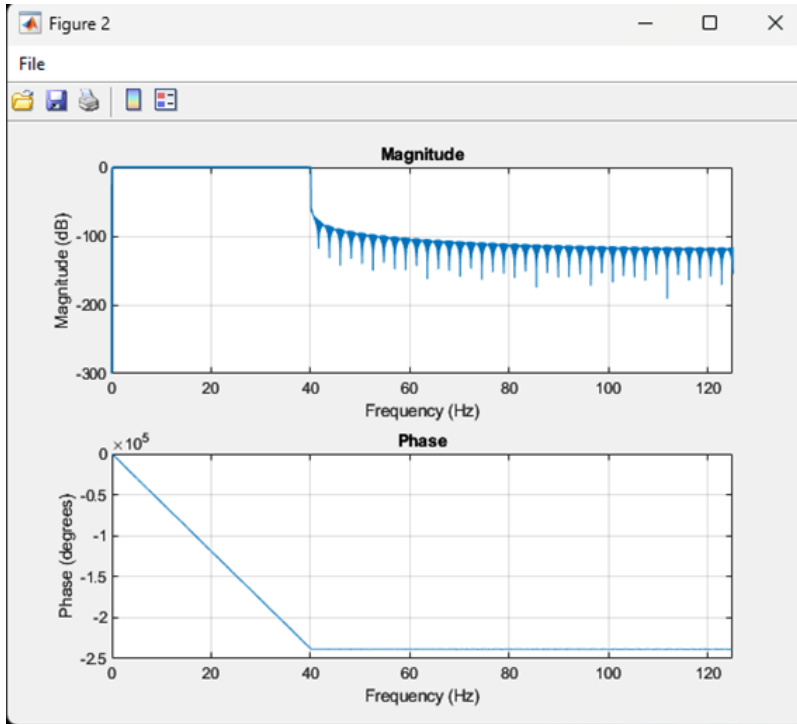 Figure 2
File
Magnitude
0
-100
-200
-300
Magnitude (dB)
0 20 40 60 80 100 120
Frequency (Hz)
Phase
×10^5
0
-0.5
-1
-1.5
-2
-2.5
Phase (degrees)
0 20 40 60 80 100 120
Frequency (Hz)